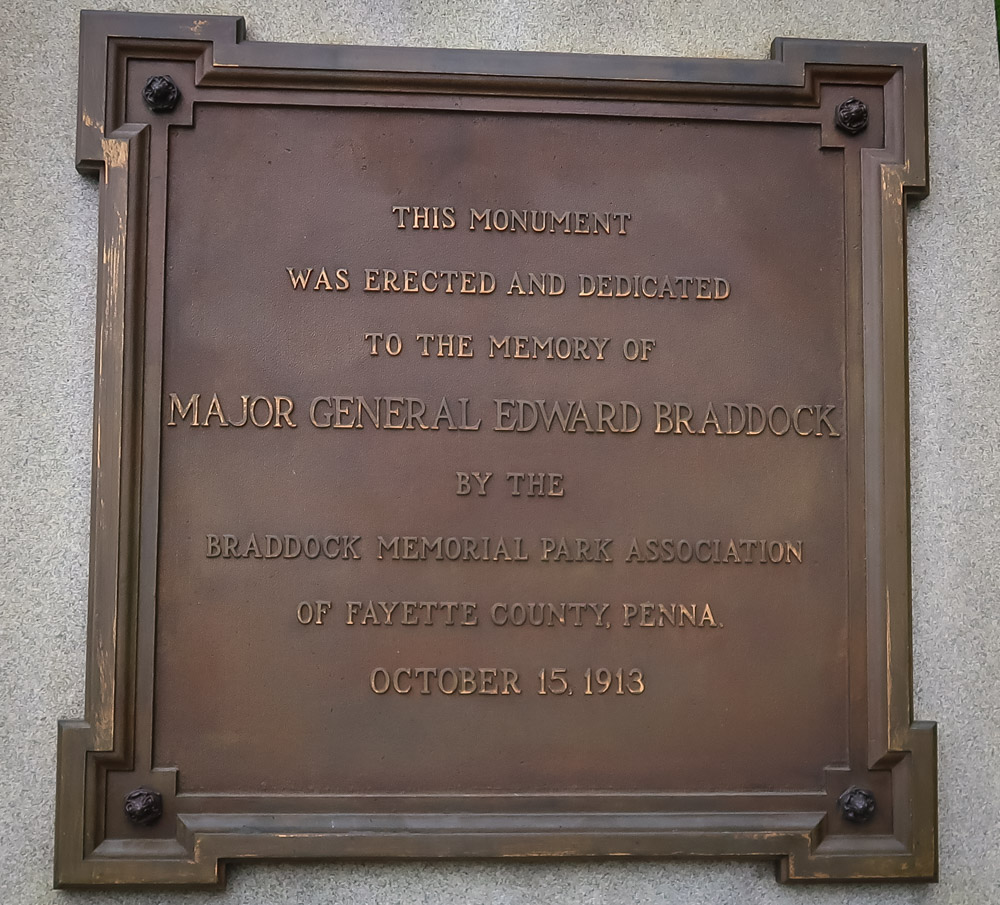 THIS MONUMENT
WAS ERECTED AND DEDICATED
TO THE MEMORY OF
MAJOR GENERAL EDWARD BRADDOCK
BY THE
BRADDOCK MEMORIAL PARK ASSOCIATION
OF FAYETTE COUNTY, PENNA.
OCTOBER 15, 1913